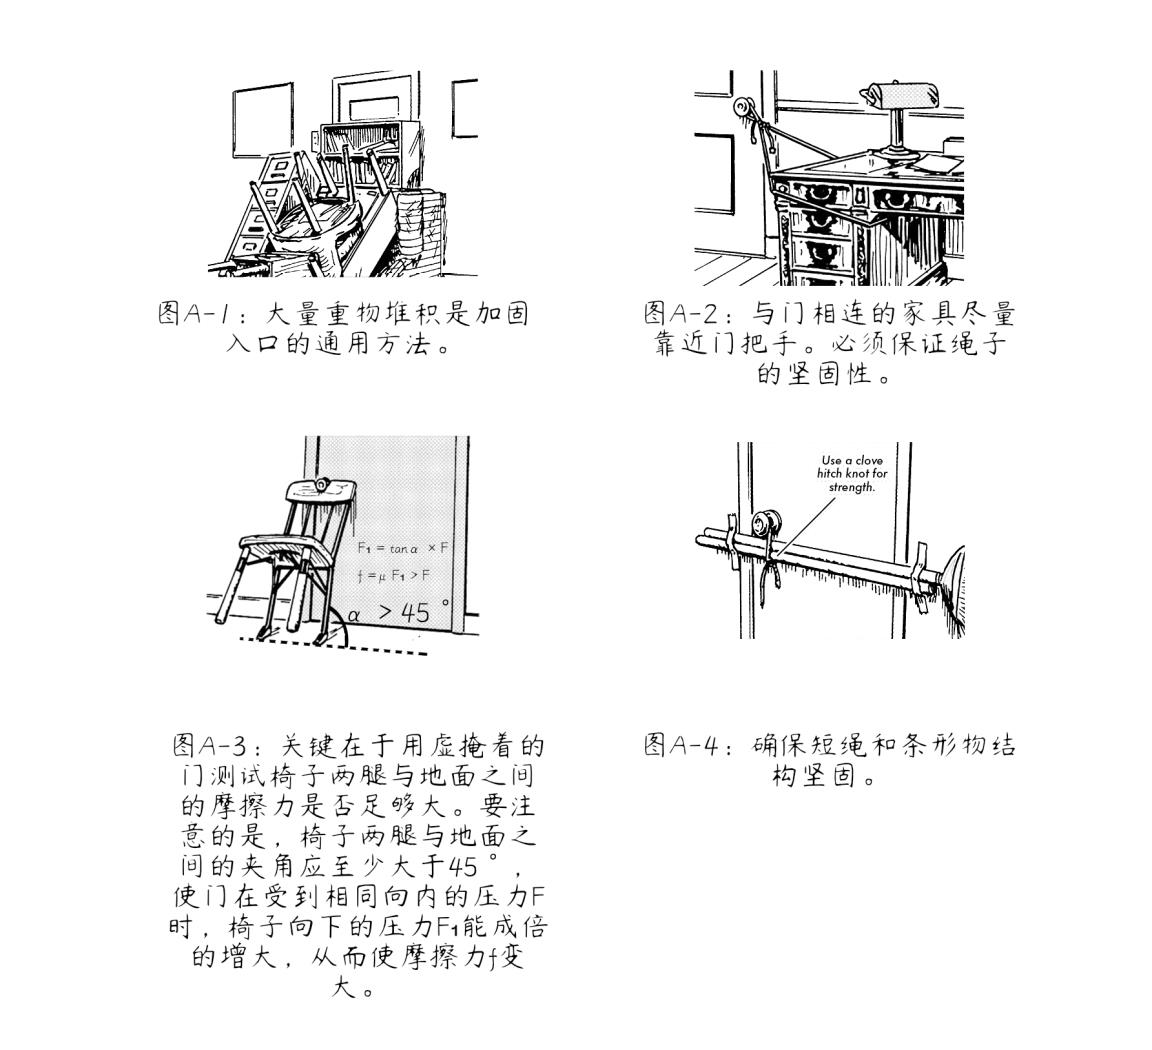 图A-1：大量重物堆积是加固
入口的通用方法。
图A-2：与门相连的家具尽量
靠近门把手。必须保证绳子
的坚固性。
F₁ = tan α × F
f = μ F₁ > F
α > 45°
Use a clove
hitch knot for
strength.
图A-3：关键在于用虚掩着的
门测试椅子两腿与地面之间
的摩擦力是否足够大。要注
意的是，椅子两腿与地面之
间的夹角应至少大于45°，
使门在受到相同向内的压力F
时，椅子向下的压力F₁能成倍
的增大，从而使摩擦力f变
大。
图A-4：确保短绳和条形物结
构坚固。